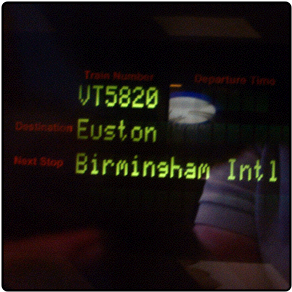 Train Number Departure Time
VT5820 -
Destination Euston
Next Stop Birmingham Intl